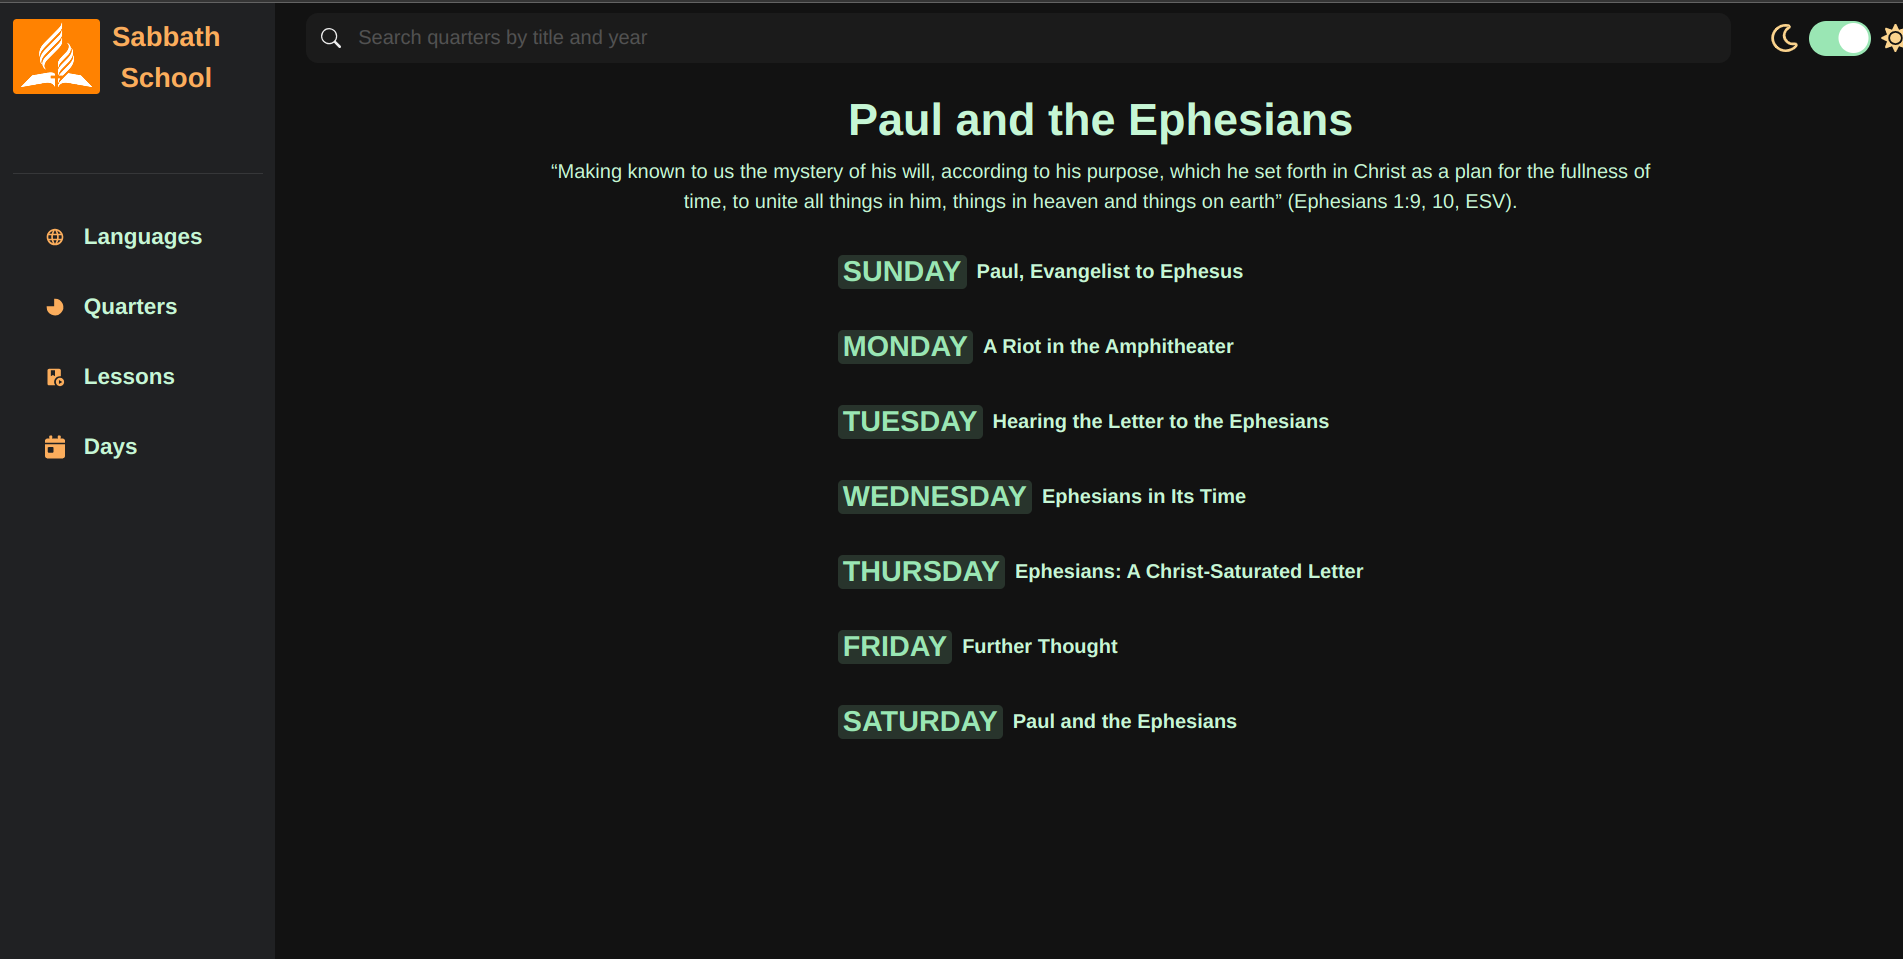 Sabbath
School
Search quarters by title and year
Paul and the Ephesians
“Making known to us the mystery of his will, according to his purpose, which he set forth in Christ as a plan for the fullness of
time, to unite all things in him, things in heaven and things on earth” (Ephesians 1:9, 10, ESV).
Languages
Quarters
Lessons
Days
SUNDAY Paul, Evangelist to Ephesus
MONDAY A Riot in the Amphitheater
TUESDAY Hearing the Letter to the Ephesians
WEDNESDAY Ephesians in Its Time
THURSDAY Ephesians: A Christ-Saturated Letter
FRIDAY Further Thought
SATURDAY Paul and the Ephesians